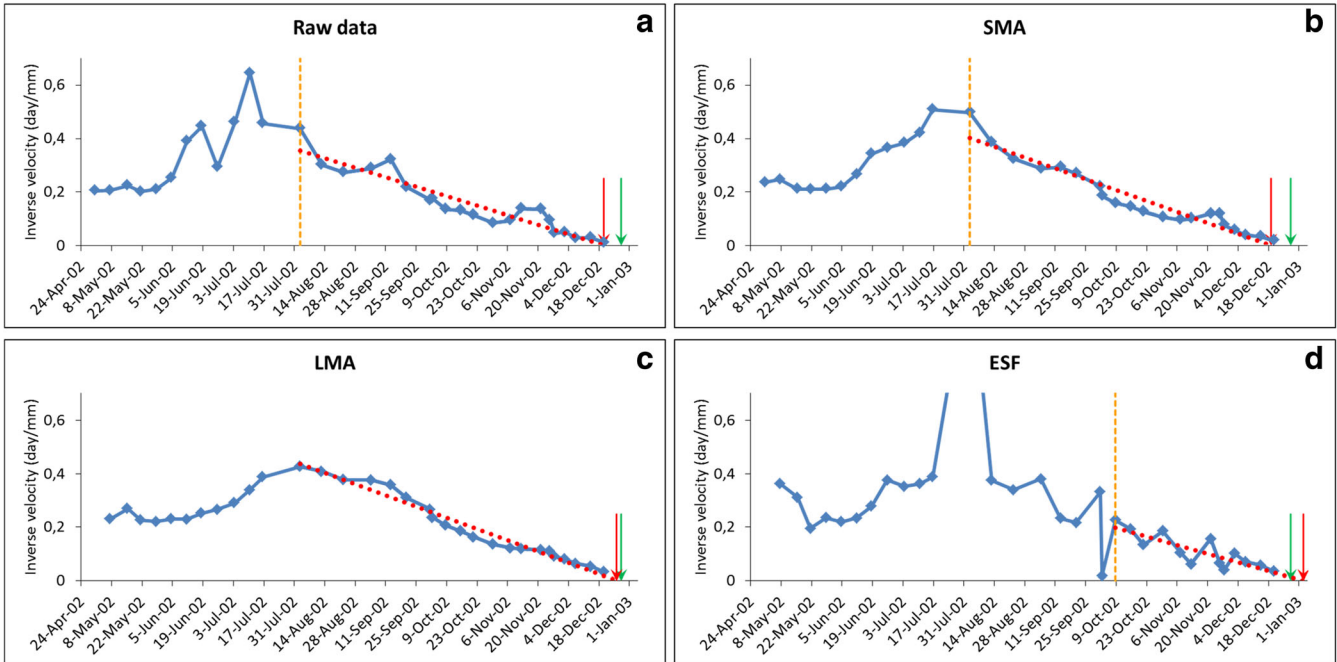 Raw data
a
Inverse velocity (day/mm)
0,6
0,4
0,2
0
24-Apr-02
8-May-02
22-May-02
5-Jun-02
19-Jun-02
3-Jul-02
17-Jul-02
31-Jul-02
14-Aug-02
28-Aug-02
11-Sep-02
25-Sep-02
9-Oct-02
23-Oct-02
6-Nov-02
20-Nov-02
4-Dec-02
18-Dec-02
1-Jan-03
SMA
b
Inverse velocity (day/mm)
0,6
0,4
0,2
0
24-Apr-02
8-May-02
22-May-02
5-Jun-02
19-Jun-02
3-Jul-02
17-Jul-02
31-Jul-02
14-Aug-02
28-Aug-02
11-Sep-02
25-Sep-02
9-Oct-02
23-Oct-02
6-Nov-02
20-Nov-02
4-Dec-02
18-Dec-02
1-Jan-03
LMA
c
Inverse velocity (day/mm)
0,6
0,4
0,2
0
24-Apr-02
8-May-02
22-May-02
5-Jun-02
19-Jun-02
3-Jul-02
17-Jul-02
31-Jul-02
14-Aug-02
28-Aug-02
11-Sep-02
25-Sep-02
9-Oct-02
23-Oct-02
6-Nov-02
20-Nov-02
4-Dec-02
18-Dec-02
1-Jan-03
ESF
d
Inverse velocity (day/mm)
0,6
0,4
0,2
0
24-Apr-02
8-May-02
22-May-02
5-Jun-02
19-Jun-02
3-Jul-02
17-Jul-02
31-Jul-02
14-Aug-02
28-Aug-02
11-Sep-02
25-Sep-02
9-Oct-02
23-Oct-02
6-Nov-02
20-Nov-02
4-Dec-02
18-Dec-02
1-Jan-03